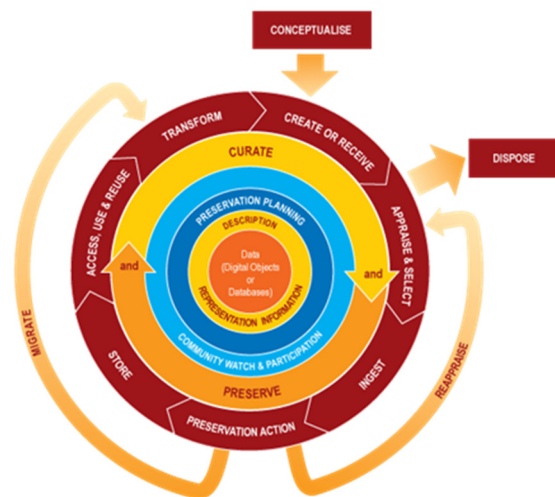 CONCEPTUALISE
CREATE OR RECEIVE
DISPOSE
APPRAISE & SELECT
INGEST
PRESERVATION ACTION
STORE
ACCESS, USE & REUSE
TRANSFORM
MIGRATE
REAPPRAISE
CURATE
and
PRESERVE
and
COMMUNITY WATCH & PARTICIPATION
PRESERVATION PLANNING
DESCRIPTION
REPRESENTATION INFORMATION
Data
(Digital Objects
or
Databases)